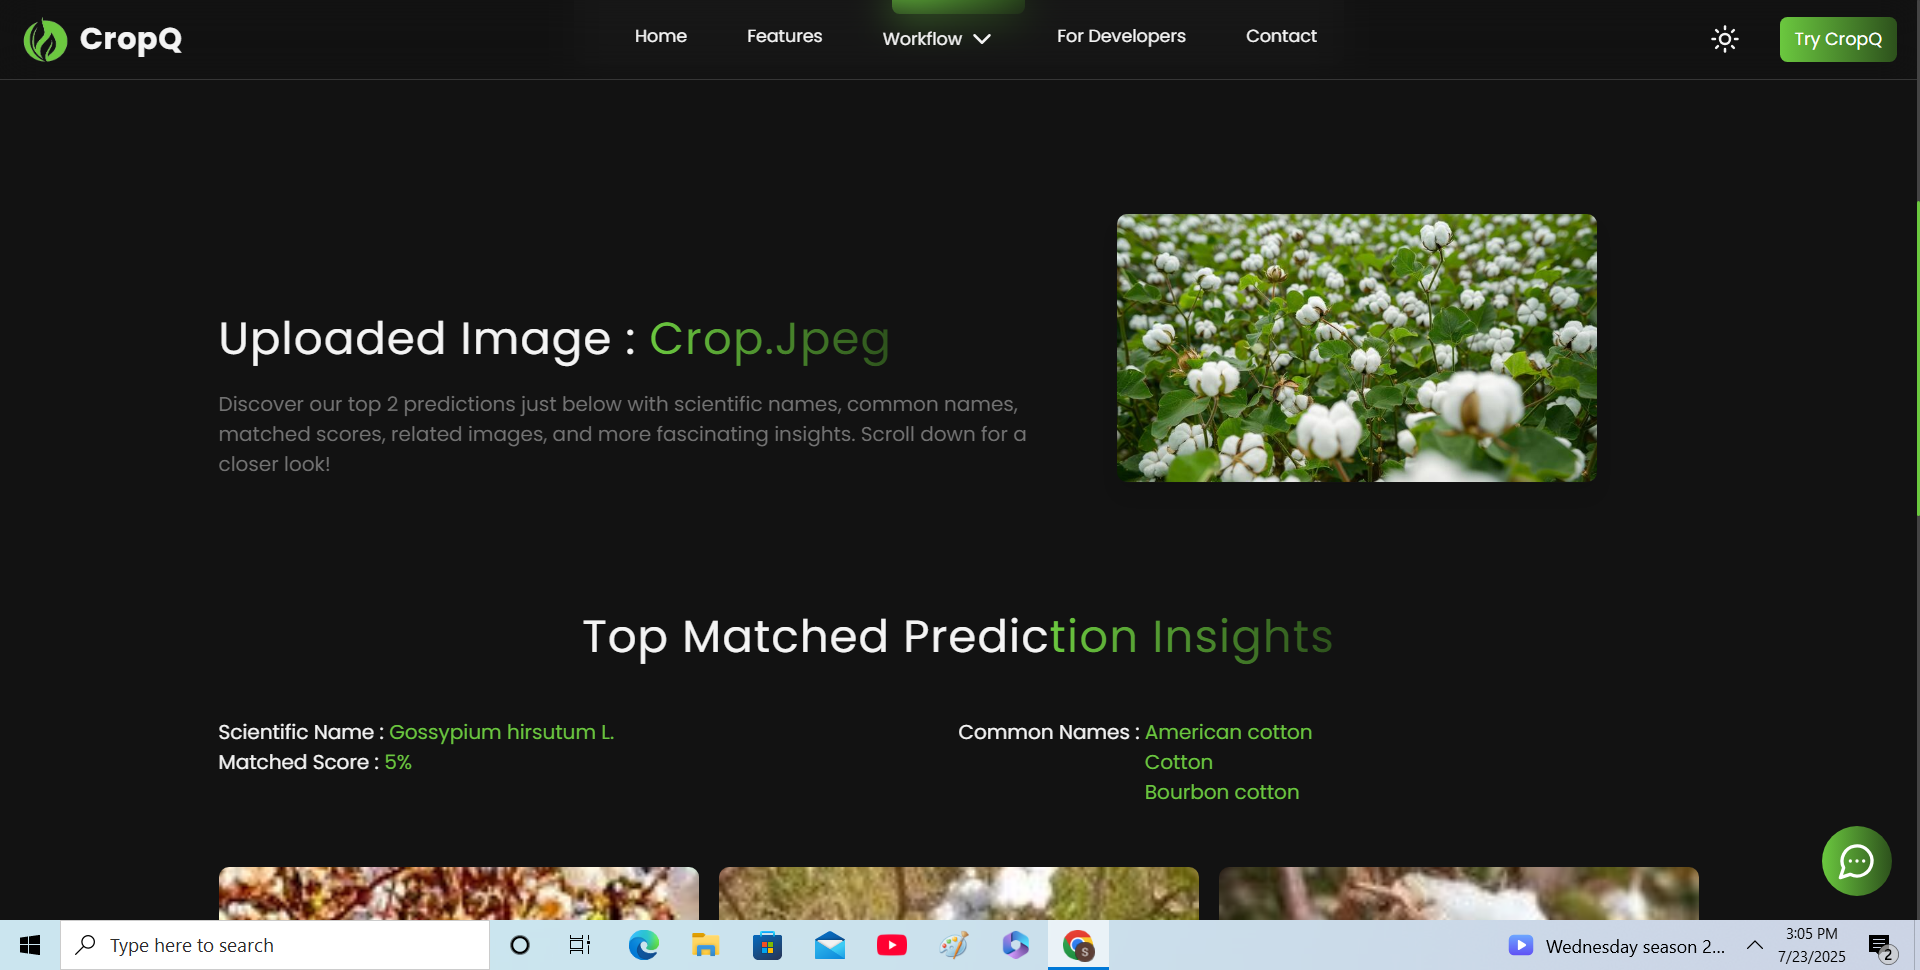 CropQ
Home
Features
Workflow
For Developers
Contact
Try CropQ
Uploaded Image : Crop.Jpeg
Discover our top 2 predictions just below with scientific names, common names,
matched scores, related images, and more fascinating insights. Scroll down for a
closer look!
Top Matched Prediction Insights
Scientific Name : Gossypium hirsutum L.
Matched Score : 5%
Common Names : American cotton
Cotton
Bourbon cotton
Type here to search
S
Wednesday season 2...
3:05 PM
7/23/2025
2